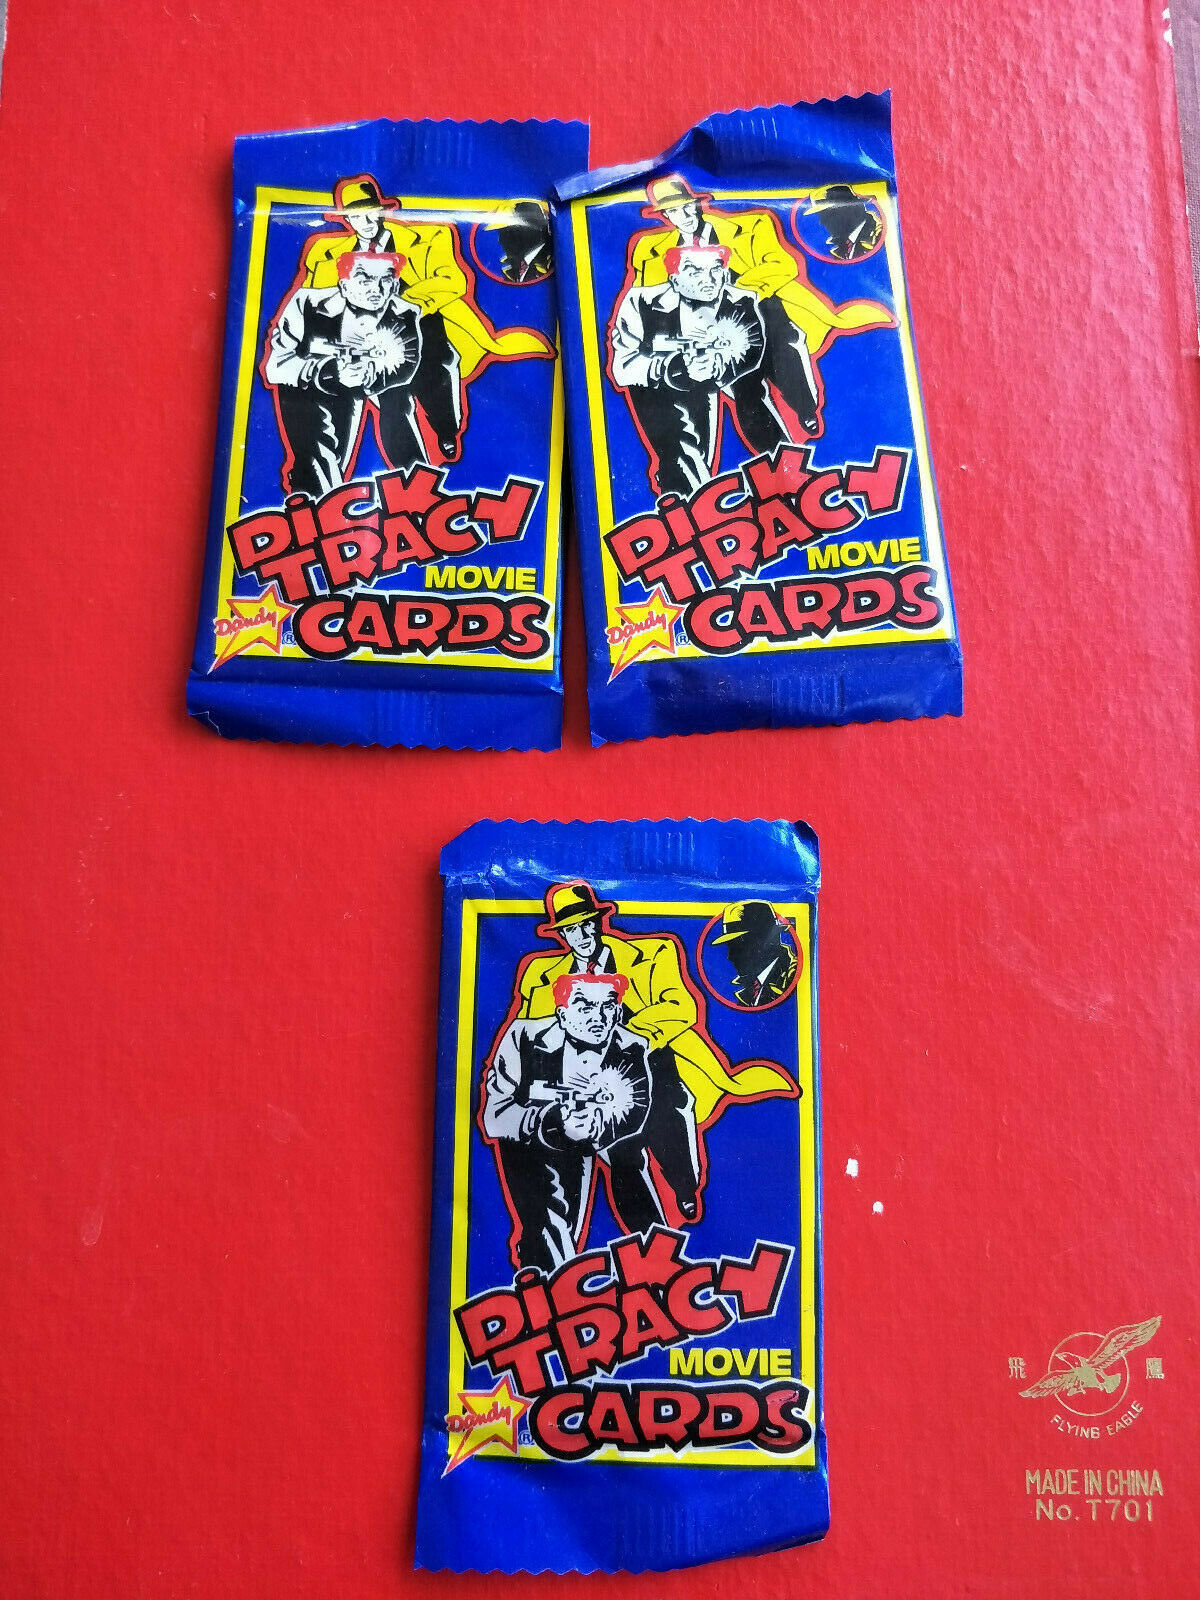 DiCK
TRACY
MOVIE
CARDS
Dandy
®
DiCK
TRACY
MOVIE
CARDS
Dandy
®
DiCK
TRACY
MOVIE
CARDS
Dandy
®
飛 鷹
FLYING EAGLE
MADE IN CHINA
No. T701